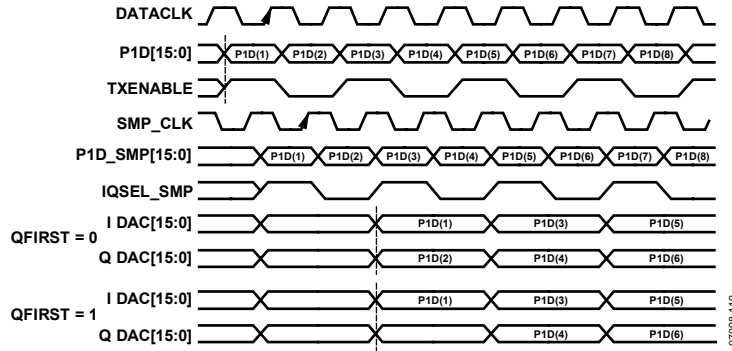 DATACLK
P1D[15:0] P1D(1) P1D(2) P1D(3) P1D(4) P1D(5) P1D(6) P1D(7) P1D(8)
TXENABLE
SMP_CLK
P1D_SMP[15:0] P1D(1) P1D(2) P1D(3) P1D(4) P1D(5) P1D(6) P1D(7) P1D(8)
IQSEL_SMP
QFIRST = 0
I DAC[15:0] P1D(1) P1D(3) P1D(5)
Q DAC[15:0] P1D(2) P1D(4) P1D(6)
QFIRST = 1
I DAC[15:0] P1D(1) P1D(3) P1D(5)
Q DAC[15:0] P1D(4) P1D(6)